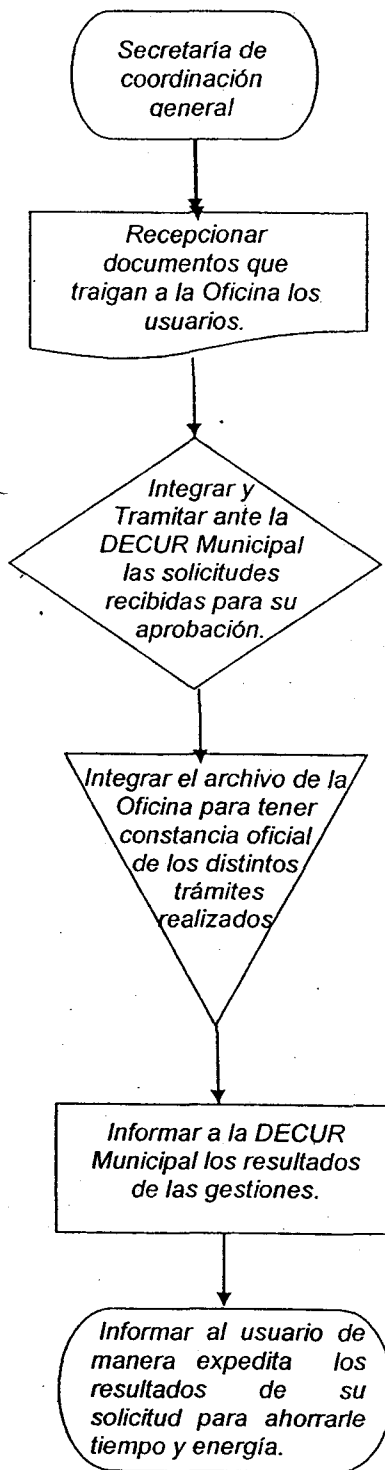 Secretaría de
coordinación
general
Recepcionar
documentos que
traigan a la Oficina los
usuarios.
Integrar y
Tramitar ante la
DECUR Municipal
las solicitudes
recibidas para su
aprobación.
Integrar el archivo de la
Oficina para tener
constancia oficial
de los distintos
trámites
realizados
Informar a la DECUR
Municipal los resultados
de las gestiones.
Informar al usuario de
manera expedita los
resultados de su
solicitud para ahorrarle
tiempo y energía.